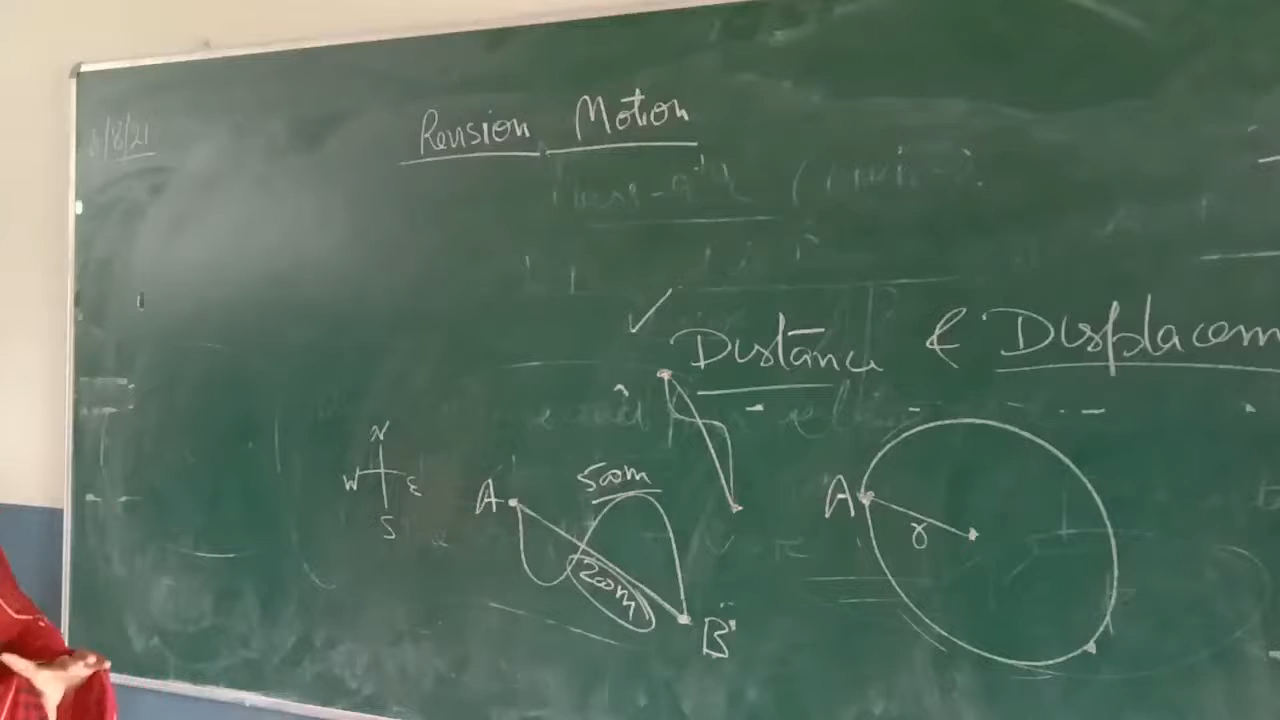 /8/21
Revision Motion
Distance & Displacem
N
W E
S
A
500m
200m
B
A
r